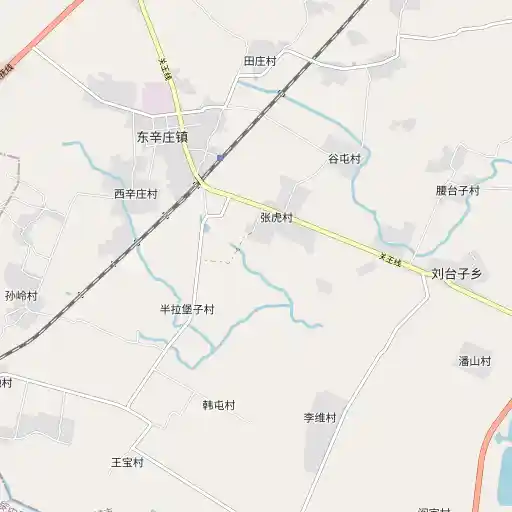 田庄村
关王线
东辛庄镇
谷屯村
西辛庄村
腰台子村
张虎村
关王线
刘台子乡
孙岭村
半拉堡子村
潘山村
韩屯村
李维村
王宝村